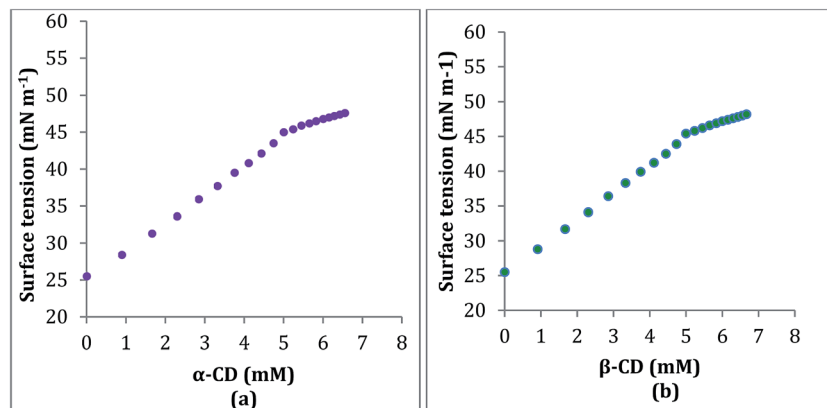 60
55
50
45
40
35
30
25
20
Surface tension (mN m⁻¹)
0 1 2 3 4 5 6 7 8
α-CD (mM)
(a)
60
55
50
45
40
35
30
25
20
Surface tension (mN m-1)
0 1 2 3 4 5 6 7 8
β-CD (mM)
(b)